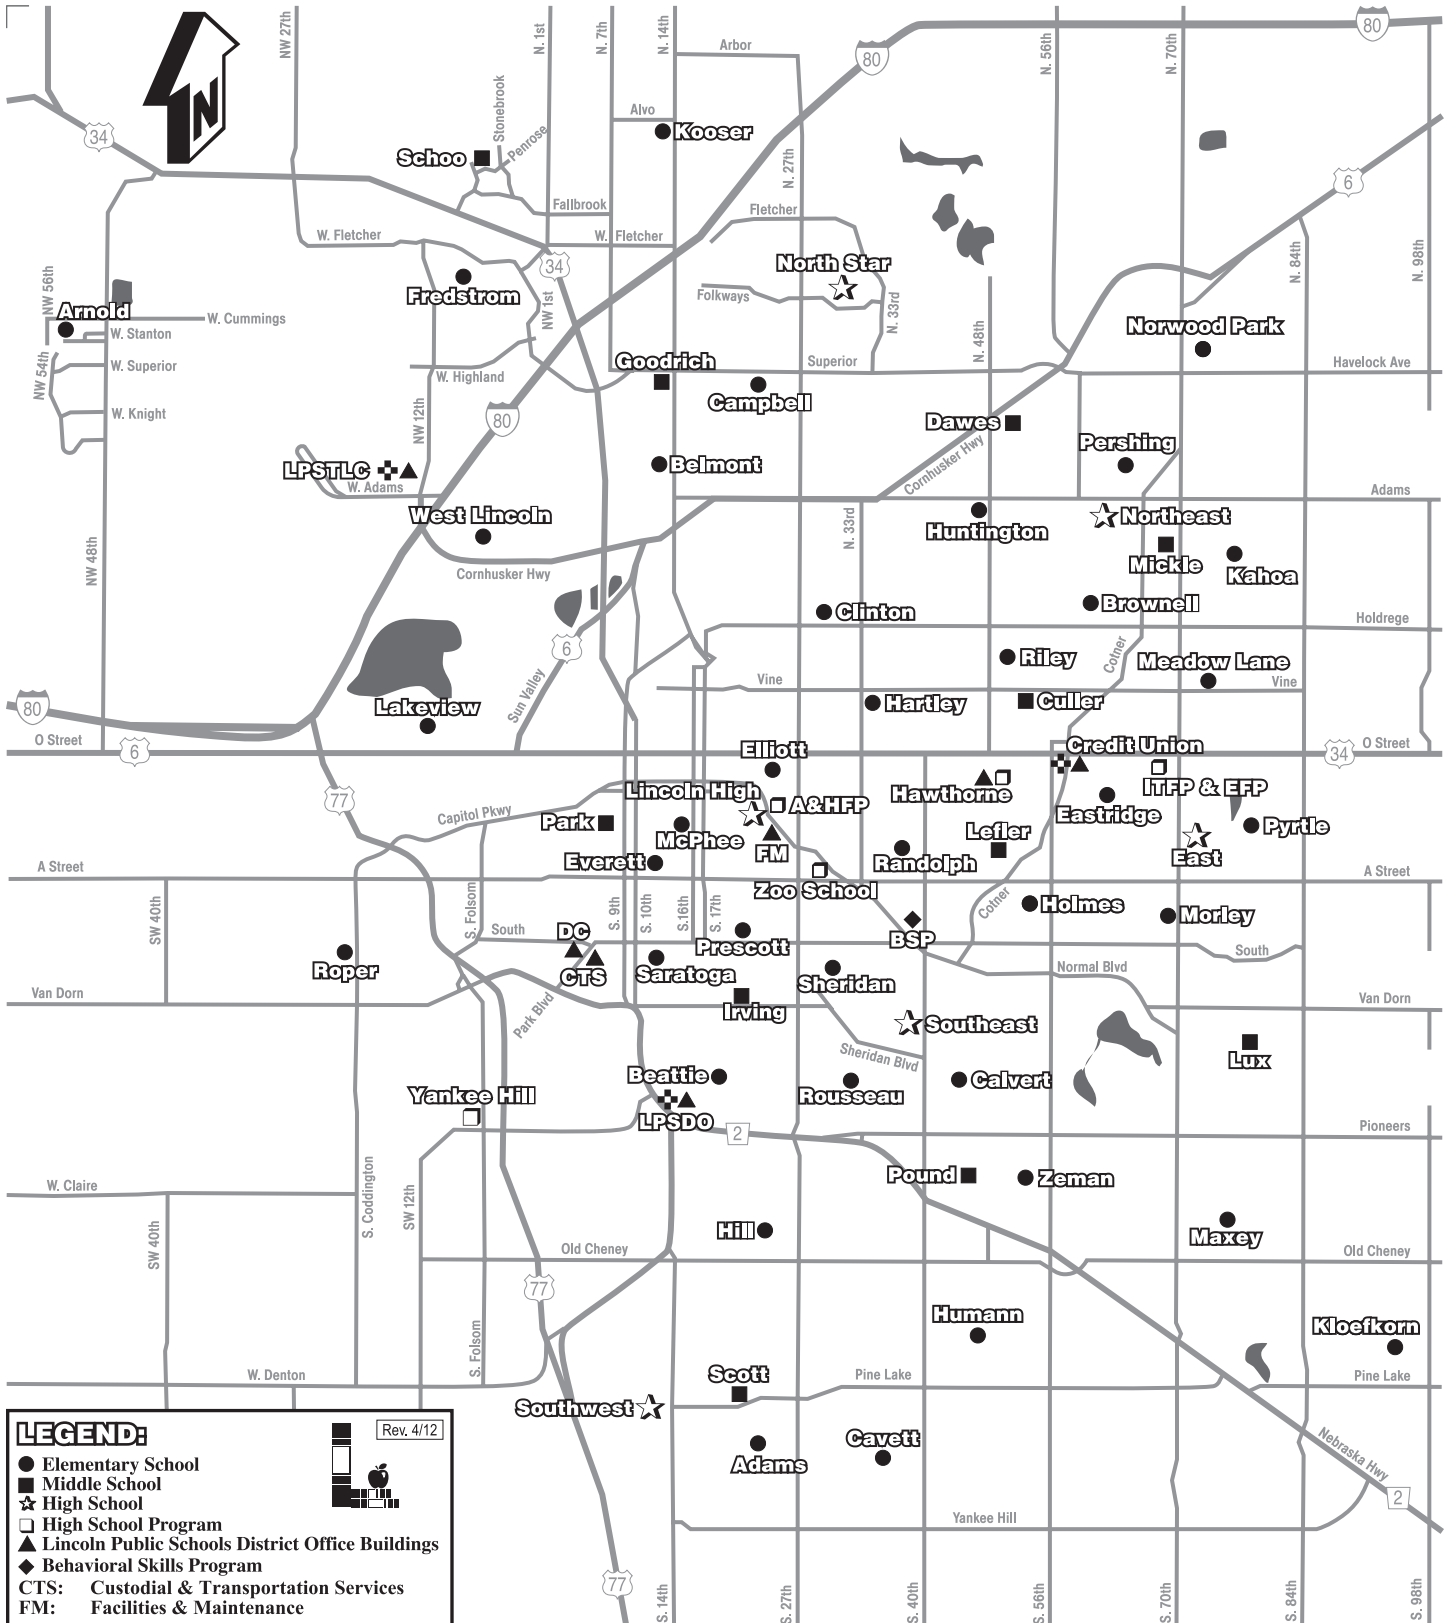 NW 27th
N. 1st
N. 7th
N. 14th
Arbor
80
80
N. 56th
N. 70th
N. 98th
N
34
Stonebrook
Penrose
Alvo
Kooser
Schoo
N. 27th
6
Fallbrook
Fletcher
W. Fletcher
W. Fletcher
34
North Star
N. 84th
NW 56th
Fredstrom
NW 1st
Folkways
N. 33rd
N. 48th
Arnold
W. Cummings
W. Stanton
Norwood Park
NW 54th
W. Superior
Goodrich
Superior
Havelock Ave
W. Highland
Campbell
W. Knight
NW 12th
80
Dawes
Cornhusker Hwy
Pershing
LPSTLC
W. Adams
Belmont
Adams
West Lincoln
N. 33rd
Huntington
Northeast
NW 48th
Cornhusker Hwy
Mickle
Kahoa
Clinton
Brownell
Holdrege
6
Cotner
Riley
Meadow Lane
Sun Valley
Vine
Vine
Lakeview
Hartley
Culler
80
O Street
6
Elliott
Credit Union
O Street
34
77
Lincoln High
A&HFP
Hawthorne
ITFP & EFP
Capitol Pkwy
Park
McPhee
FM
Lefler
Eastridge
Pyrtle
Everett
Randolph
East
A Street
Zoo School
A Street
SW 40th
S. Folsom
S. 9th
S. 10th
S.16th
S. 17th
Cotner
Holmes
Morley
South
DC
Prescott
BSP
South
Roper
CTS
Saratoga
Sheridan
Normal Blvd
Van Dorn
Park Blvd
Irving
Van Dorn
Southeast
Sheridan Blvd
Lux
Beattie
Rousseau
Calvert
Yankee Hill
LPSDO
2
Pioneers
W. Claire
S. Coddington
SW 12th
Pound
Zeman
SW 40th
Hill
Maxey
Old Cheney
Old Cheney
77
Humann
Kloefkorn
S. Folsom
W. Denton
Scott
Pine Lake
Pine Lake
Southwest
Nebraska Hwy
Adams
Cavett
2
Yankee Hill
77
S. 14th
S. 27th
S. 40th
S. 56th
S. 70th
S. 84th
S. 98th
LEGEND:
Rev. 4/12
Elementary School
Middle School
High School
High School Program
Lincoln Public Schools District Office Buildings
Behavioral Skills Program
CTS: Custodial & Transportation Services
FM: Facilities & Maintenance